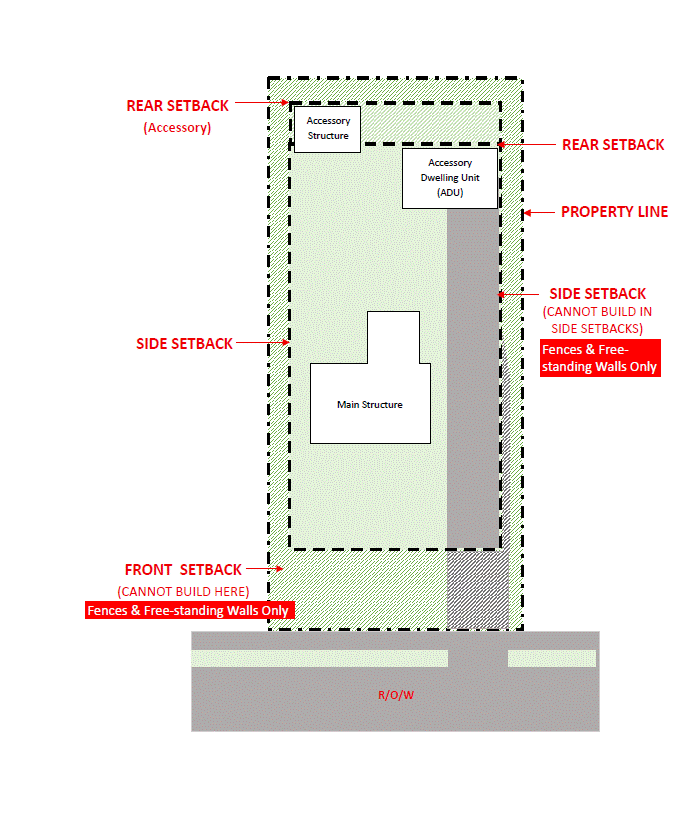 REAR SETBACK
(Accessory)
Accessory
Structure
REAR SETBACK
Accessory
Dwelling Unit
(ADU)
PROPERTY LINE
SIDE SETBACK
(CANNOT BUILD IN
SIDE SETBACKS)
Fences & Free-
standing Walls Only
SIDE SETBACK
Main Structure
FRONT SETBACK
(CANNOT BUILD HERE)
Fences & Free-standing Walls Only
R/O/W